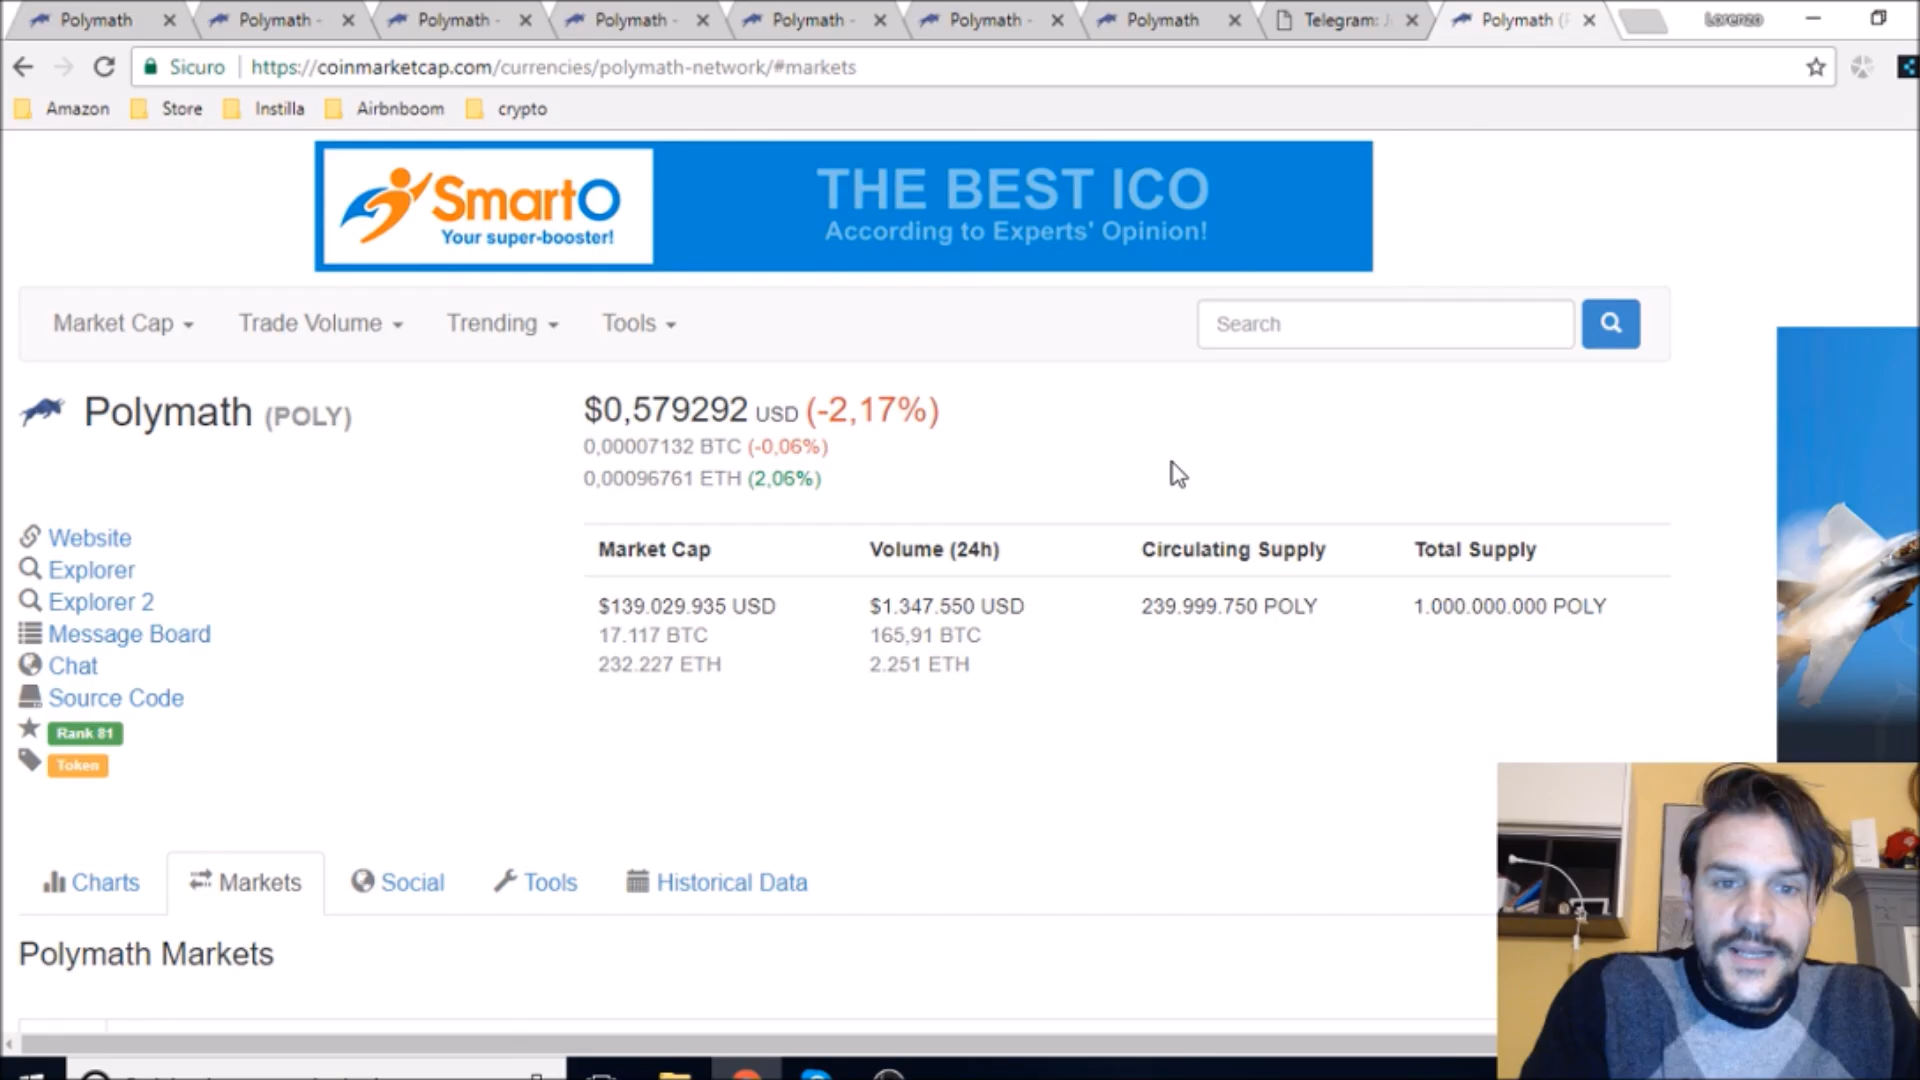 Polymath
Polymath -
Polymath -
Polymath -
Polymath -
Polymath -
Polymath
Telegram:
Polymath (
Lorenzo
Sicuro
https://coinmarketcap.com/currencies/polymath-network/#markets
Amazon
Store
Instilla
Airbnboom
crypto
SmartO
Your super-booster!
THE BEST ICO
According to Experts' Opinion!
Market Cap
Trade Volume
Trending
Tools
Search
Polymath (POLY)
$0,579292 USD (-2,17%)
0,00007132 BTC (-0,06%)
0,00096761 ETH (2,06%)
Website
Explorer
Explorer 2
Message Board
Chat
Source Code
Rank 81
Token
Market Cap
Volume (24h)
Circulating Supply
Total Supply
$139.029.935 USD
$1.347.550 USD
239.999.750 POLY
1.000.000.000 POLY
17.117 BTC
165,91 BTC
232.227 ETH
2.251 ETH
Charts
Markets
Social
Tools
Historical Data
Polymath Markets